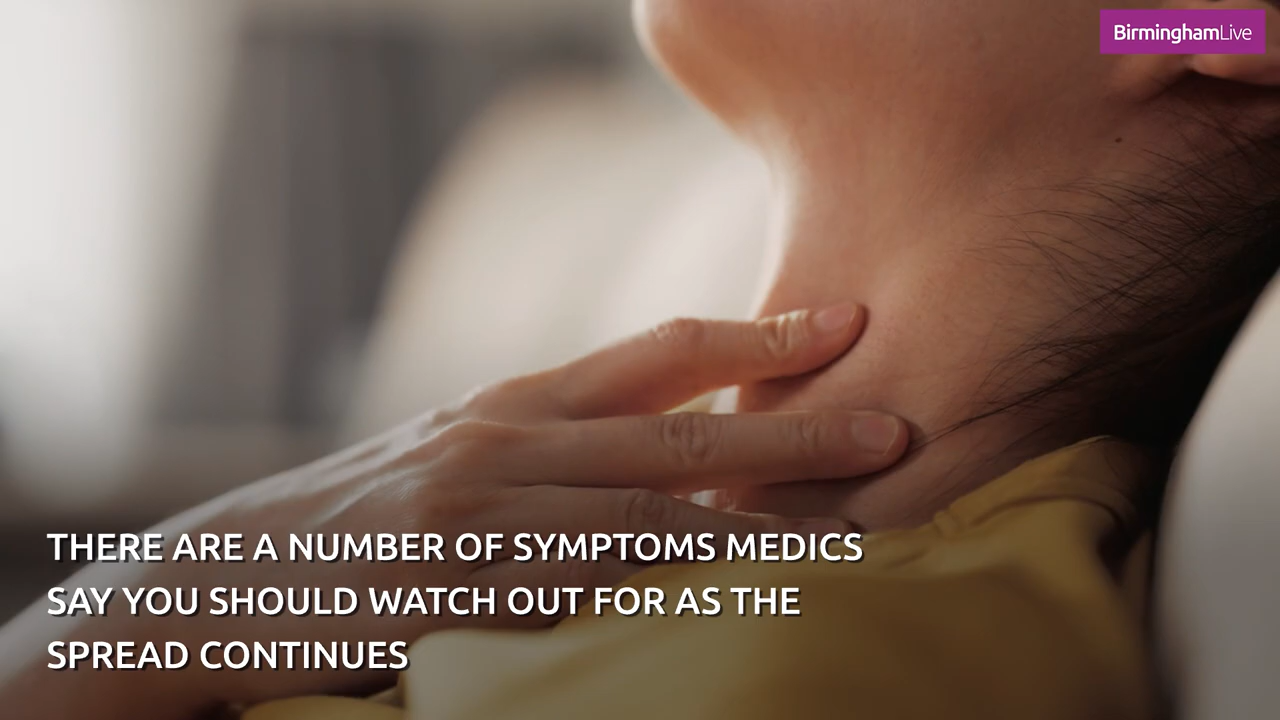 BirminghamLive
THERE ARE A NUMBER OF SYMPTOMS MEDICS
SAY YOU SHOULD WATCH OUT FOR AS THE
SPREAD CONTINUES